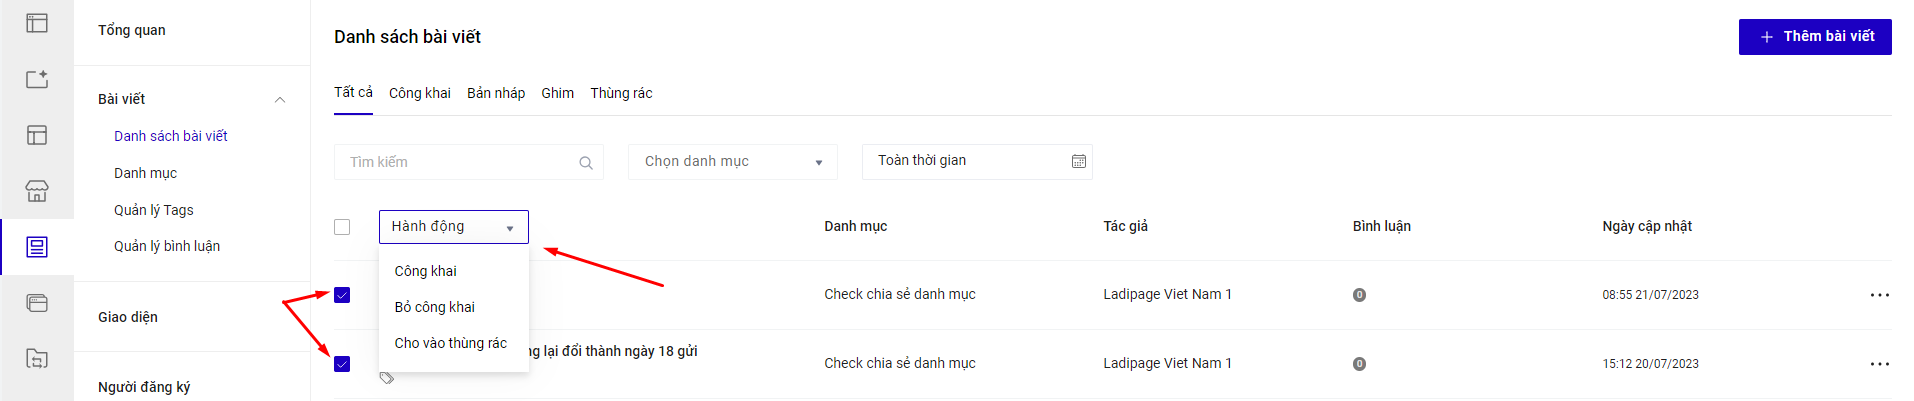 Tổng quan
Bài viết
Danh sách bài viết
Danh mục
Quản lý Tags
Quản lý bình luận
Giao diện
Người đăng ký
Danh sách bài viết
Thêm bài viết
Tất cả Công khai Bản nháp Ghim Thùng rác
Tìm kiếm Chọn danh mục Toàn thời gian
Hành động Danh mục Tác giả Bình luận Ngày cập nhật
Công khai
Bỏ công khai
Cho vào thùng rác
Check chia sẻ danh mục Ladipage Viet Nam 1 0 08:55 21/07/2023
lại đổi thành ngày 18 gửi
Check chia sẻ danh mục Ladipage Viet Nam 1 0 15:12 20/07/2023